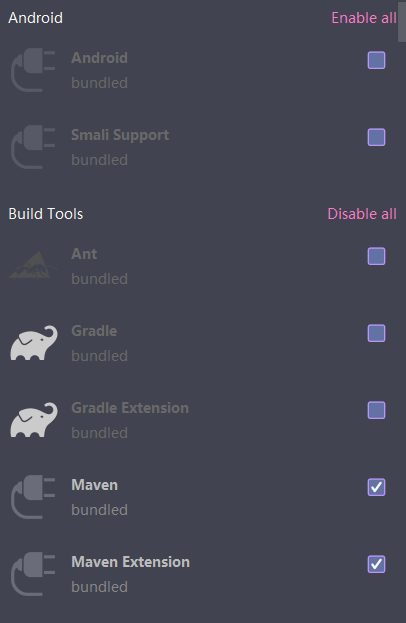 Android Enable all
Android
bundled
Smali Support
bundled
Build Tools Disable all
Ant
bundled
Gradle
bundled
Gradle Extension
bundled
Maven
bundled
Maven Extension
bundled